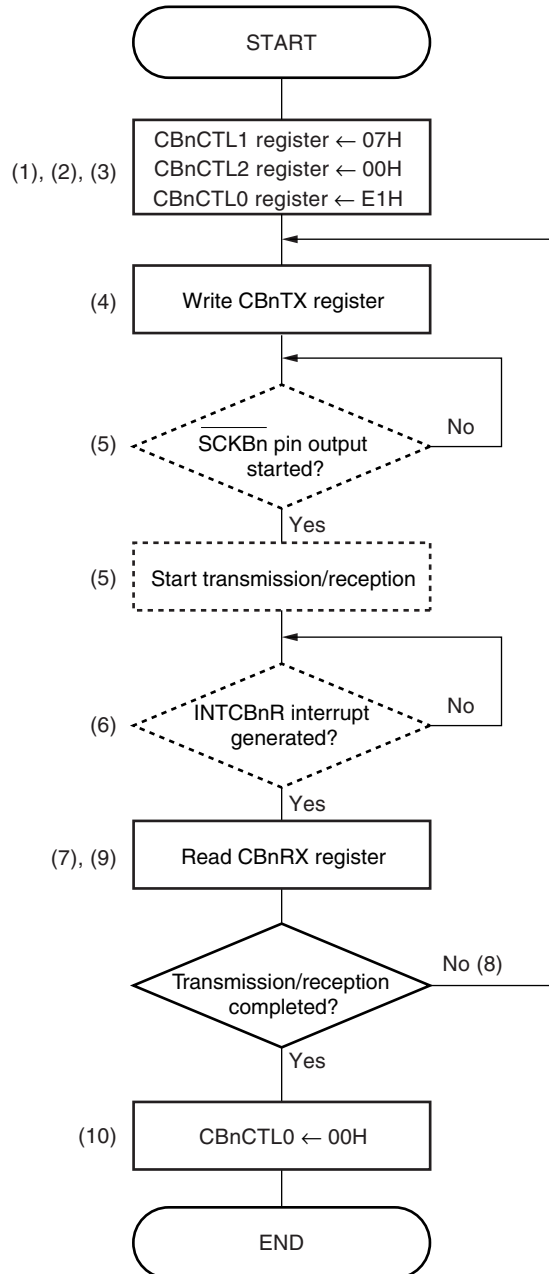 START
(1), (2), (3)
CBnCTL1 register ← 07H
CBnCTL2 register ← 00H
CBnCTL0 register ← E1H
(4)
Write CBnTX register
(5)
SCKBn pin output
started?
No
Yes
(5)
Start transmission/reception
(6)
INTCBnR interrupt
generated?
No
Yes
(7), (9)
Read CBnRX register
Transmission/reception
completed?
No (8)
Yes
(10)
CBnCTL0 ← 00H
END